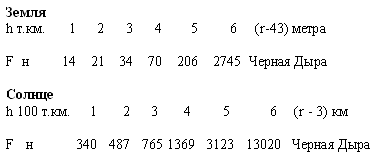 Земля
h т.км. 1 2 3 4 5 6 (r-43) метра
F н 14 21 34 70 206 2745 Черная Дыра
Солнце
h 100 т.км. 1 2 3 4 5 6 (r - 3) км
F н 340 487 765 1369 3123 13020 Черная Дыра